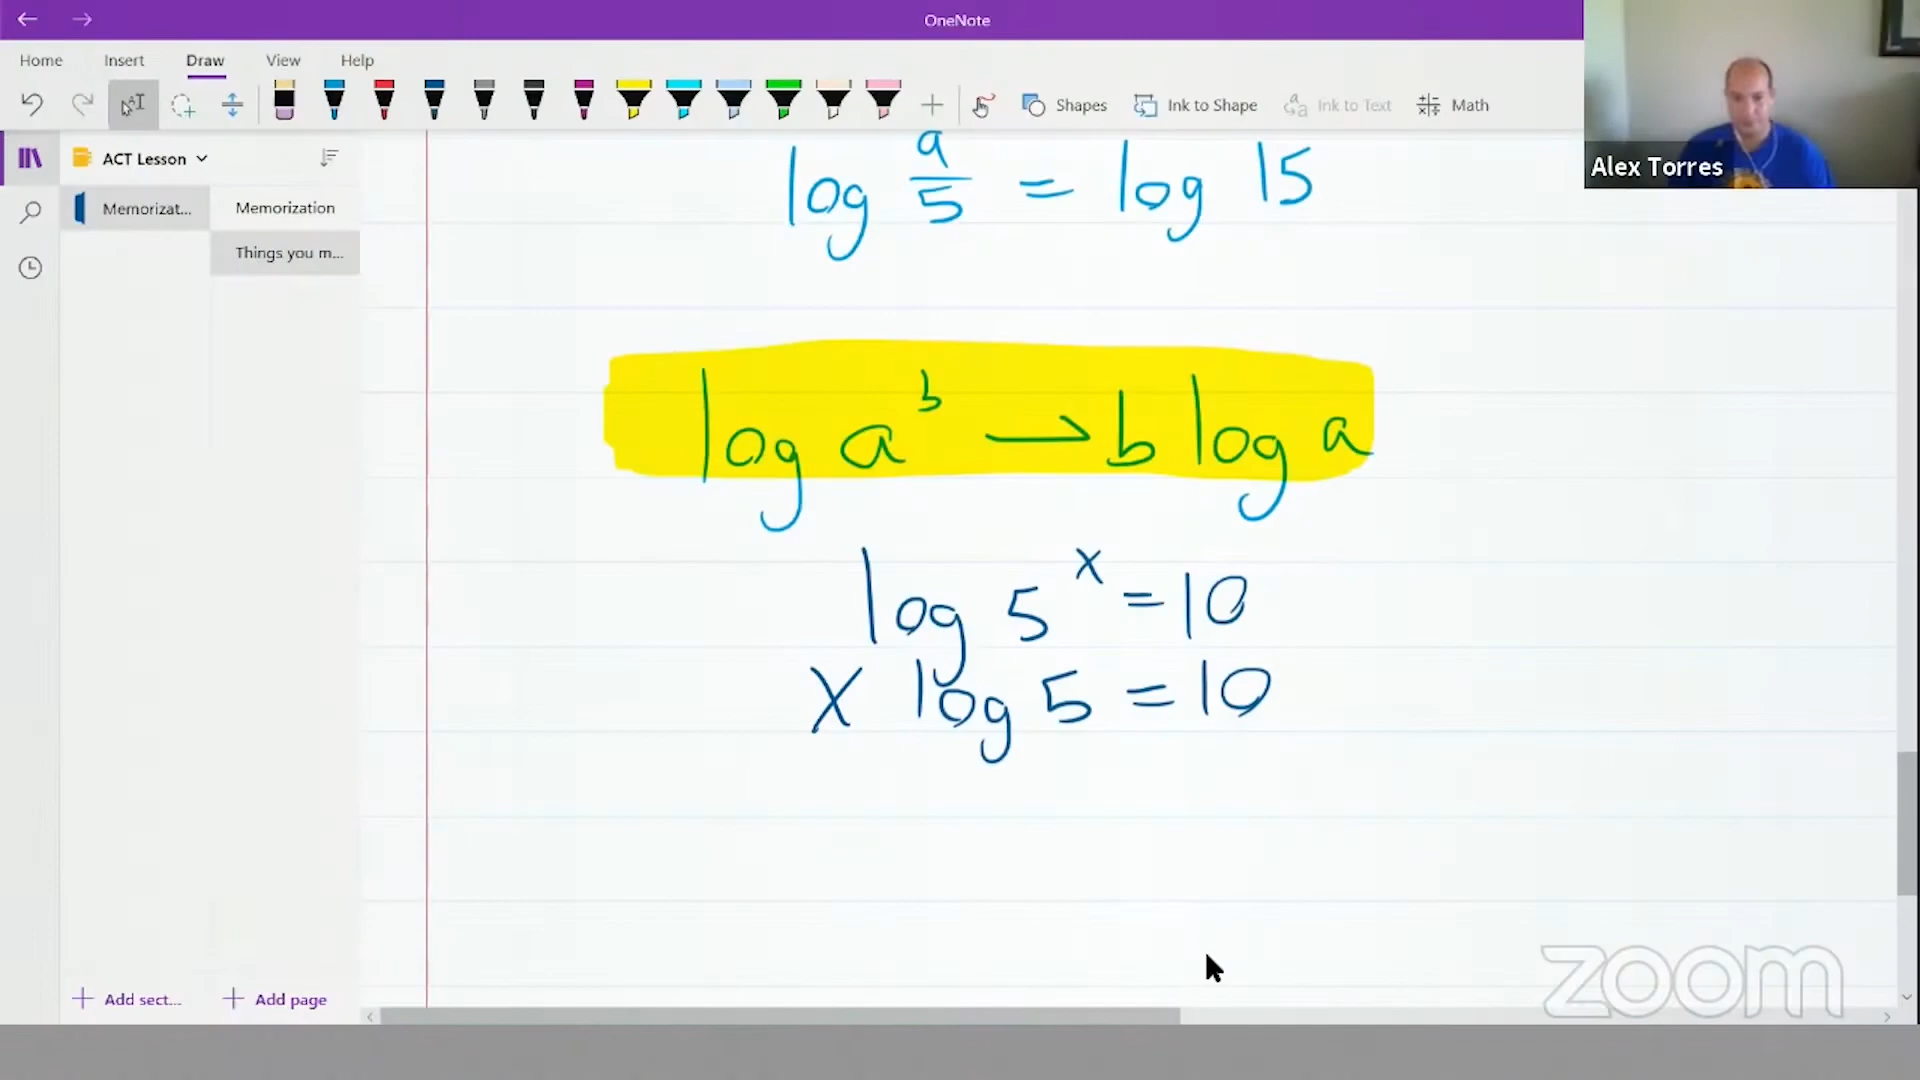 OneNote
Home Insert Draw View Help
Shapes Ink to Shape Ink to Text Math
Alex Torres
ACT Lesson
Memorizat... Memorization
Things you m...
log a/5 = log 15
log a^b → b log a
log 5^x = 10
x log 5 = 10
Add sect... Add page
zoom